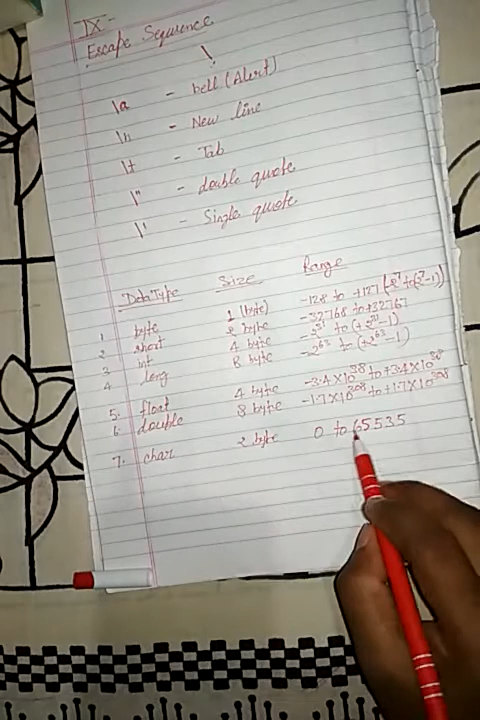 IX-
Escape Sequence
\
\a - bell (Alert)
\n - New line
\t - Tab
\" - double quote
\' - Single quote
Data Type Size Range
1 byte 1 (byte) -128 to +127 (-2^7 to (2^7-1)
2 short 2 byte -32768 to +32767
3 int 4 byte -2^31 to (+2^31-1)
4 long 8 byte -2^63 to (+2^63-1)
5. float 4 byte -3.4×10^38 to +3.4×10^38
6. double 8 byte -1.7×10^308 to +1.7×10^308
7. char 2 byte 0 to 65535